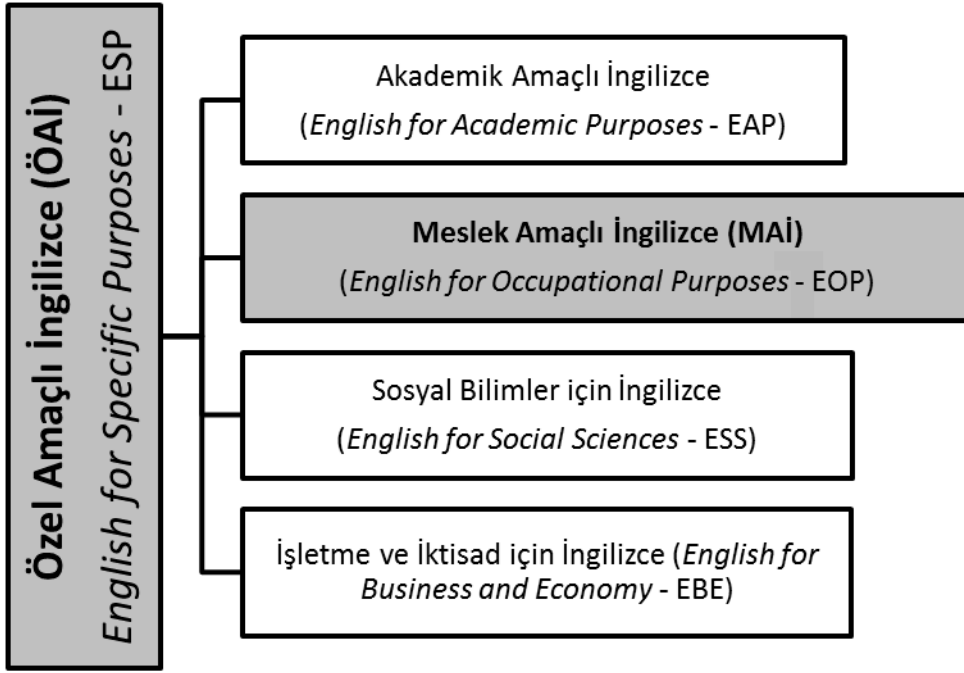 Özel Amaçlı İngilizce (ÖAİ)
English for Specific Purposes - ESP
Akademik Amaçlı İngilizce
(English for Academic Purposes - EAP)
Meslek Amaçlı İngilizce (MAİ)
(English for Occupational Purposes - EOP)
Sosyal Bilimler için İngilizce
(English for Social Sciences - ESS)
İşletme ve İktisad için İngilizce (English for
Business and Economy - EBE)